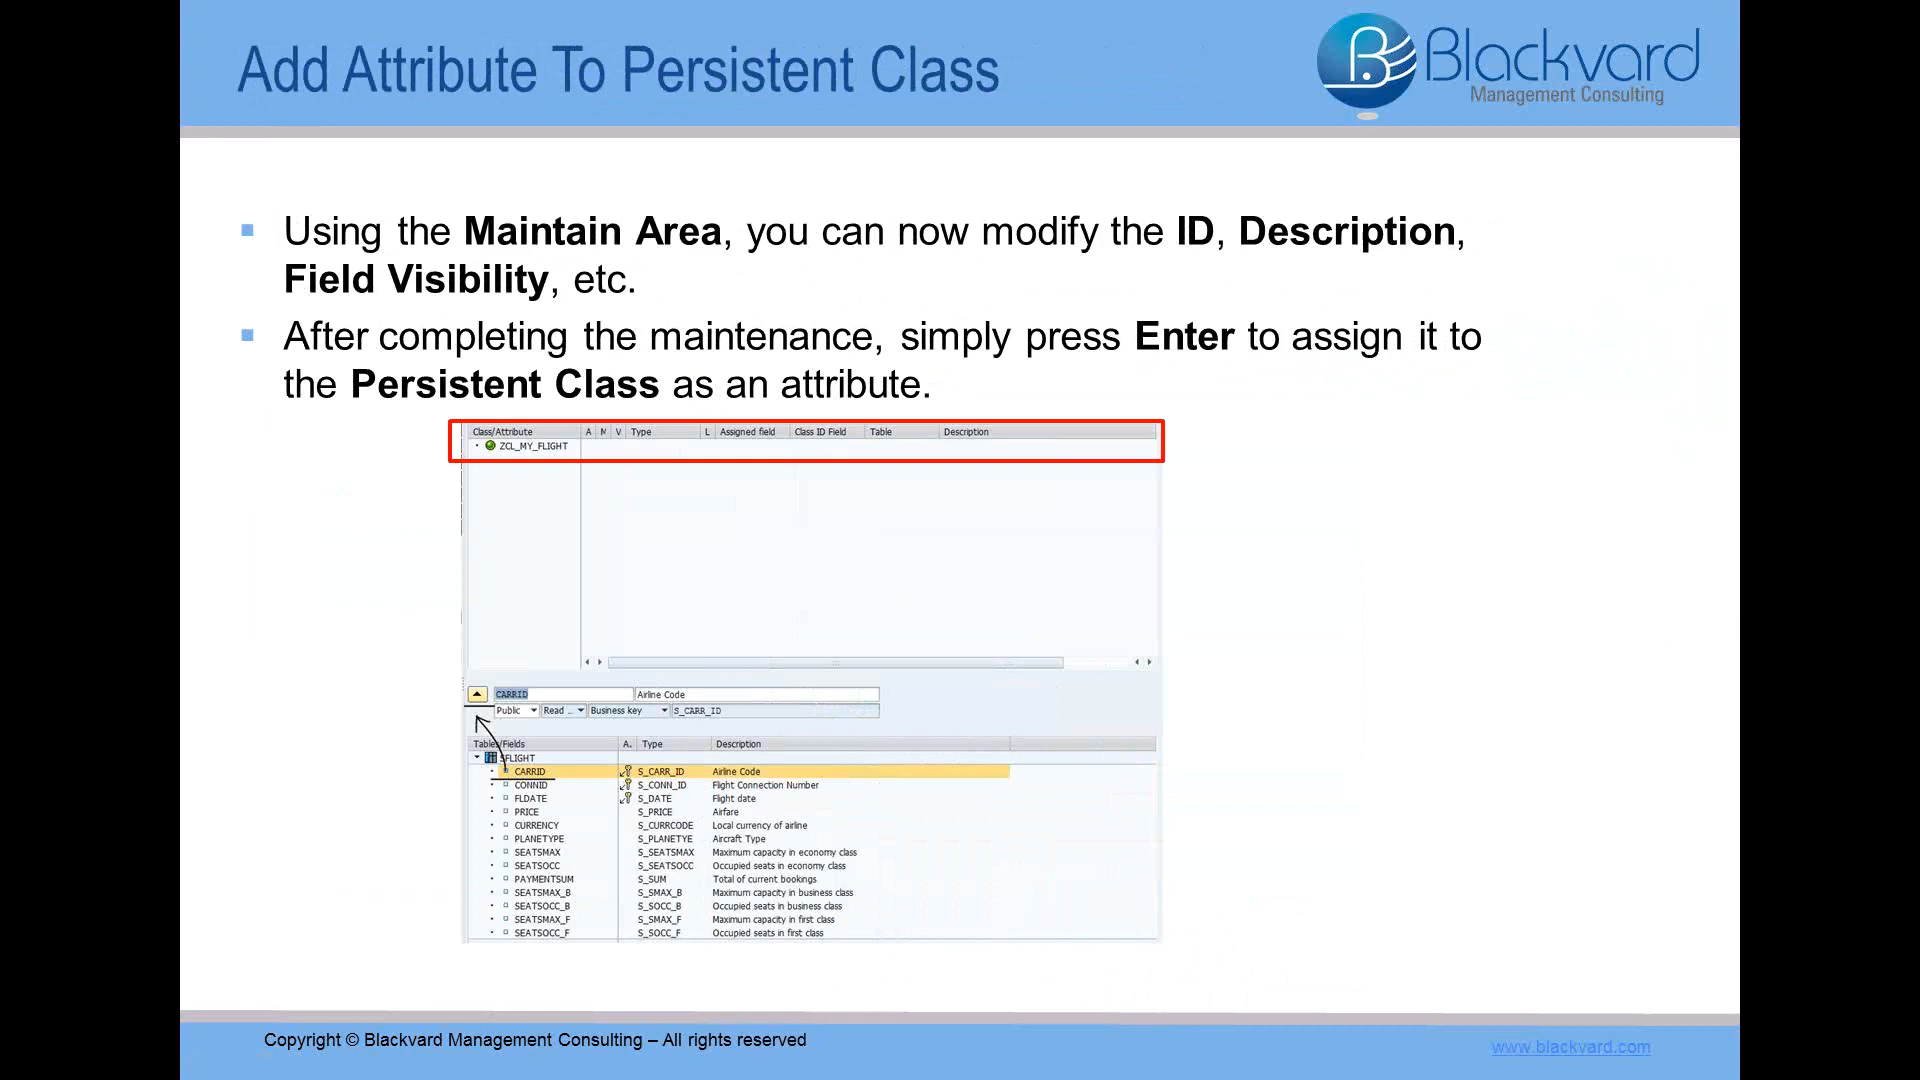 Add Attribute To Persistent Class
Blackvard
Management Consulting
Using the Maintain Area, you can now modify the ID, Description,
Field Visibility, etc.
After completing the maintenance, simply press Enter to assign it to
the Persistent Class as an attribute.
Class/Attribute A M V Type L Assigned field Class ID Field Table Description
ZCL_MY_FLIGHT
CARRID Airline Code
Public Read .. Business key S_CARR_ID
Tables/Fields A. Type Description
SFLIGHT
CARRID S_CARR_ID Airline Code
CONNID S_CONN_ID Flight Connection Number
FLDATE S_DATE Flight date
PRICE S_PRICE Airfare
CURRENCY S_CURRCODE Local currency of airline
PLANETYPE S_PLANETYE Aircraft Type
SEATSMAX S_SEATSMAX Maximum capacity in economy class
SEATSOCC S_SEATSOCC Occupied seats in economy class
PAYMENTSUM S_SUM Total of current bookings
SEATSMAX_B S_SMAX_B Maximum capacity in business class
SEATSOCC_B S_SOCC_B Occupied seats in business class
SEATSMAX_F S_SMAX_F Maximum capacity in first class
SEATSOCC_F S_SOCC_F Occupied seats in first class
Copyright © Blackvard Management Consulting – All rights reserved
www.blackvard.com